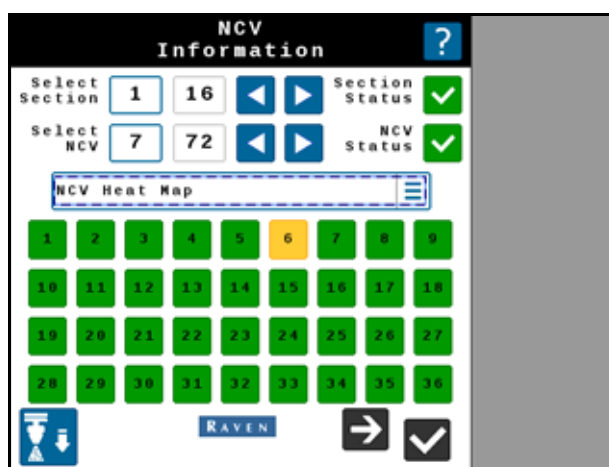 NCV
Information
?
Select Section 1 16 Section Status
Select NCV 7 72 NCV Status
NCV Heat Map
1 2 3 4 5 6 7 8 9
10 11 12 13 14 15 16 17 18
19 20 21 22 23 24 25 26 27
28 29 30 31 32 33 34 35 36
RAVEN